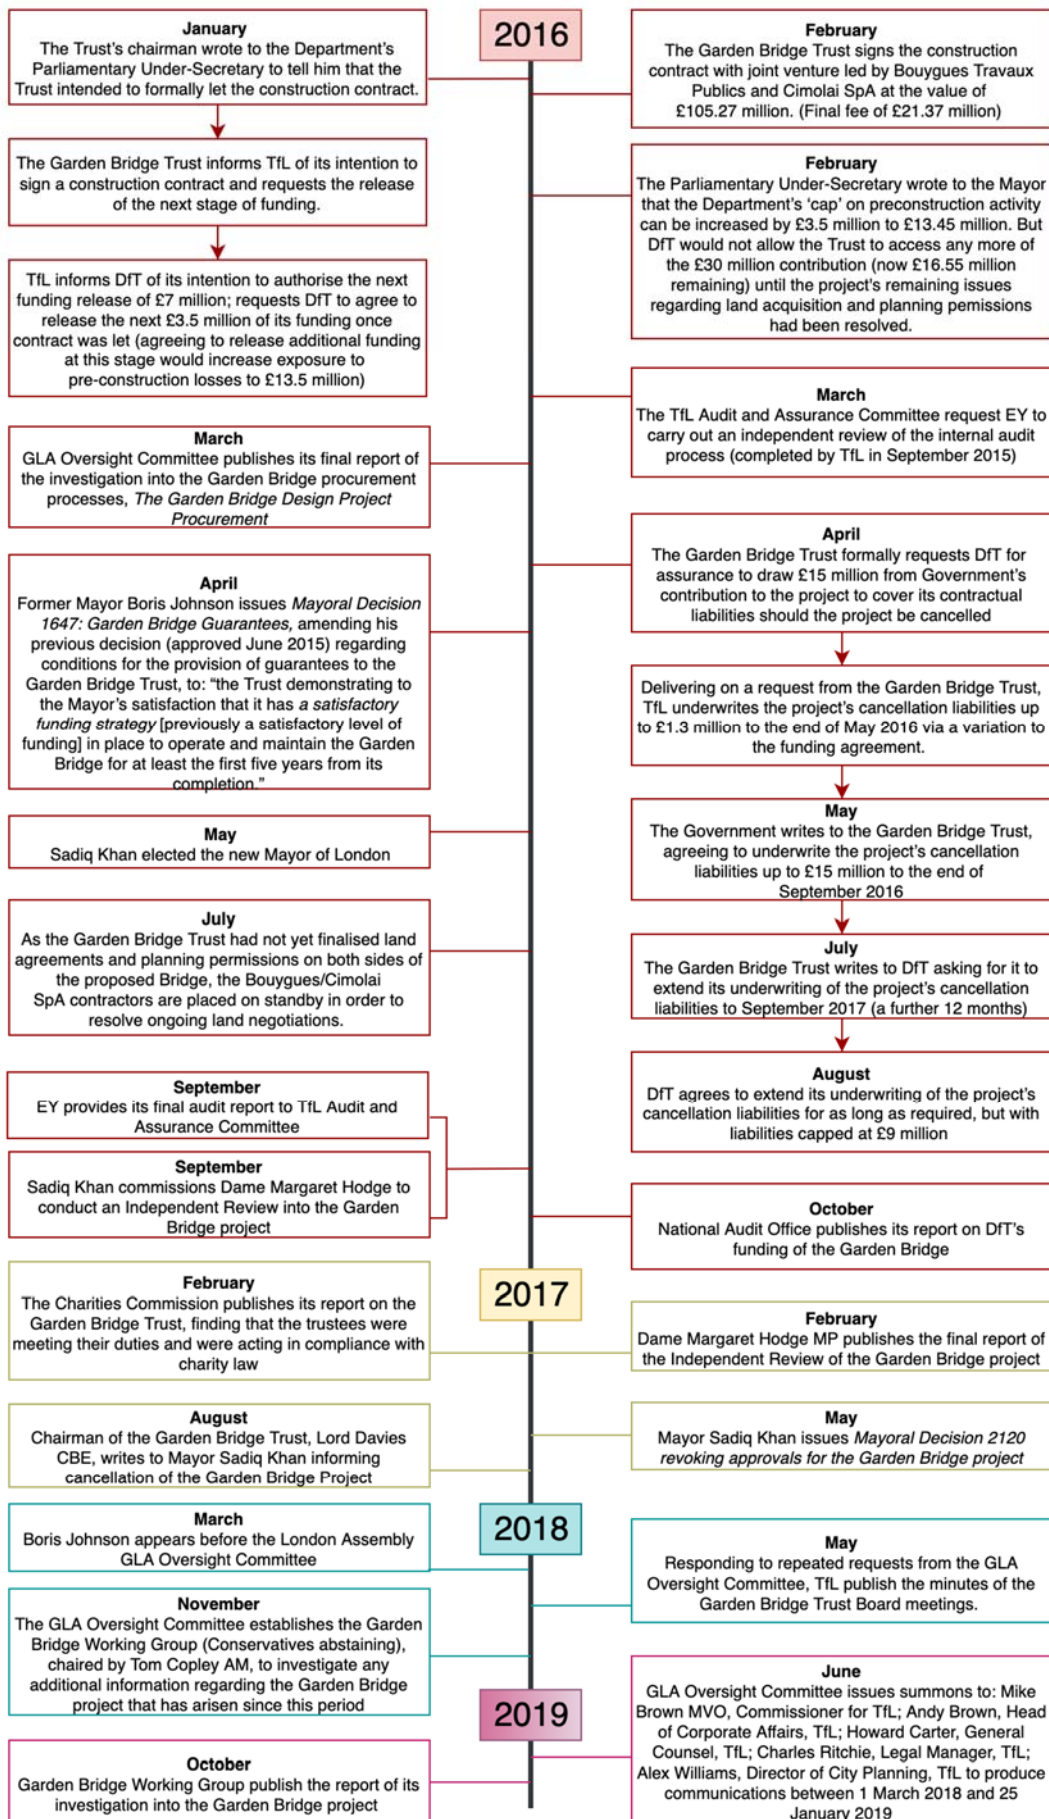 2016
January
The Trust's chairman wrote to the Department's
Parliamentary Under-Secretary to tell him that the
Trust intended to formally let the construction contract.
The Garden Bridge Trust informs TfL of its intention to
sign a construction contract and requests the release
of the next stage of funding.
TfL informs DfT of its intention to authorise the next
funding release of £7 million; requests DfT to agree to
release the next £3.5 million of its funding once
contract was let (agreeing to release additional funding
at this stage would increase exposure to
pre-construction losses to £13.5 million)
February
The Garden Bridge Trust signs the construction
contract with joint venture led by Bouygues Travaux
Publics and Cimolai SpA at the value of
£105.27 million. (Final fee of £21.37 million)
February
The Parliamentary Under-Secretary wrote to the Mayor
that the Department's 'cap' on preconstruction activity
can be increased by £3.5 million to £13.45 million. But
DfT would not allow the Trust to access any more of
the £30 million contribution (now £16.55 million
remaining) until the project's remaining issues
regarding land acquisition and planning pemissions
had been resolved.
March
The TfL Audit and Assurance Committee request EY to
carry out an independent review of the internal audit
process (completed by TfL in September 2015)
March
GLA Oversight Committee publishes its final report of
the investigation into the Garden Bridge procurement
processes, The Garden Bridge Design Project
Procurement
April
The Garden Bridge Trust formally requests DfT for
assurance to draw £15 million from Government's
contribution to the project to cover its contractual
liabilities should the project be cancelled
Delivering on a request from the Garden Bridge Trust,
TfL underwrites the project's cancellation liabilities up
to £1.3 million to the end of May 2016 via a variation to
the funding agreement.
May
The Government writes to the Garden Bridge Trust,
agreeing to underwrite the project's cancellation
liabilities up to £15 million to the end of
September 2016
July
The Garden Bridge Trust writes to DfT asking for it to
extend its underwriting of the project's cancellation
liabilities to September 2017 (a further 12 months)
August
DfT agrees to extend its underwriting of the project's
cancellation liabilities for as long as required, but with
liabilities capped at £9 million
April
Former Mayor Boris Johnson issues Mayoral Decision
1647: Garden Bridge Guarantees, amending his
previous decision (approved June 2015) regarding
conditions for the provision of guarantees to the
Garden Bridge Trust, to: "the Trust demonstrating to
the Mayor's satisfaction that it has a satisfactory
funding strategy [previously a satisfactory level of
funding] in place to operate and maintain the Garden
Bridge for at least the first five years from its
completion."
May
Sadiq Khan elected the new Mayor of London
July
As the Garden Bridge Trust had not yet finalised land
agreements and planning permissions on both sides of
the proposed Bridge, the Bouygues/Cimolai
SpA contractors are placed on standby in order to
resolve ongoing land negotiations.
September
EY provides its final audit report to TfL Audit and
Assurance Committee
September
Sadiq Khan commissions Dame Margaret Hodge to
conduct an Independent Review into the Garden
Bridge project
October
National Audit Office publishes its report on DfT's
funding of the Garden Bridge
2017
February
The Charities Commission publishes its report on the
Garden Bridge Trust, finding that the trustees were
meeting their duties and were acting in compliance with
charity law
February
Dame Margaret Hodge MP publishes the final report of
the Independent Review of the Garden Bridge project
May
Mayor Sadiq Khan issues Mayoral Decision 2120
revoking approvals for the Garden Bridge project
August
Chairman of the Garden Bridge Trust, Lord Davies
CBE, writes to Mayor Sadiq Khan informing
cancellation of the Garden Bridge Project
2018
March
Boris Johnson appears before the London Assembly
GLA Oversight Committee
May
Responding to repeated requests from the GLA
Oversight Committee, TfL publish the minutes of the
Garden Bridge Trust Board meetings.
November
The GLA Oversight Committee establishes the Garden
Bridge Working Group (Conservatives abstaining),
chaired by Tom Copley AM, to investigate any
additional information regarding the Garden Bridge
project that has arisen since this period
2019
June
GLA Oversight Committee issues summons to: Mike
Brown MVO, Commissioner for TfL; Andy Brown, Head
of Corporate Affairs, TfL; Howard Carter, General
Counsel, TfL; Charles Ritchie, Legal Manager, TfL;
Alex Williams, Director of City Planning, TfL to produce
communications between 1 March 2018 and 25
January 2019
October
Garden Bridge Working Group publish the report of its
investigation into the Garden Bridge project